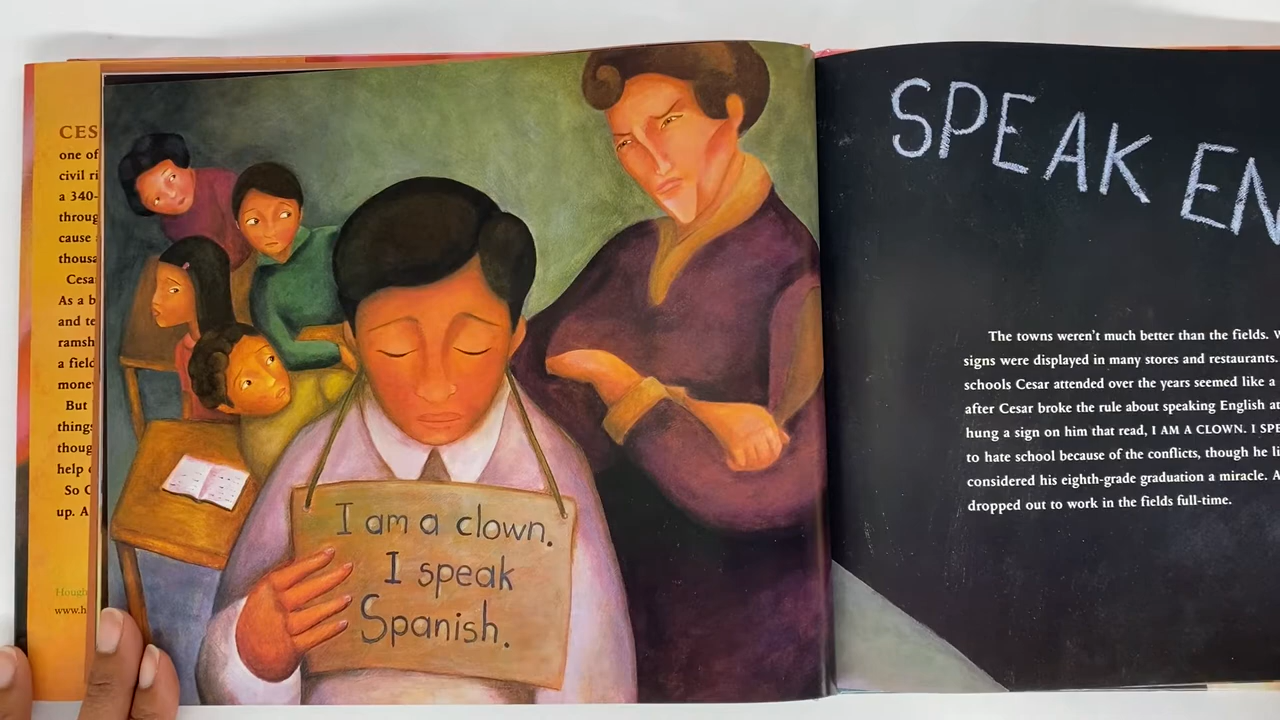 CES
one of
civil ri
a 340-
throug
cause
thousa
Cesa
As a b
and te
ramsh
a field
money
But
things
thoug
help
So C
up. A
Hough
www.h
I am a clown.
I speak
Spanish.
SPEAK EN
The towns weren't much better than the fields. W
signs were displayed in many stores and restaurants.
schools Cesar attended over the years seemed like a
after Cesar broke the rule about speaking English at
hung a sign on him that read, I AM A CLOWN. I SPE
to hate school because of the conflicts, though he li
considered his eighth-grade graduation a miracle. A
dropped out to work in the fields full-time.